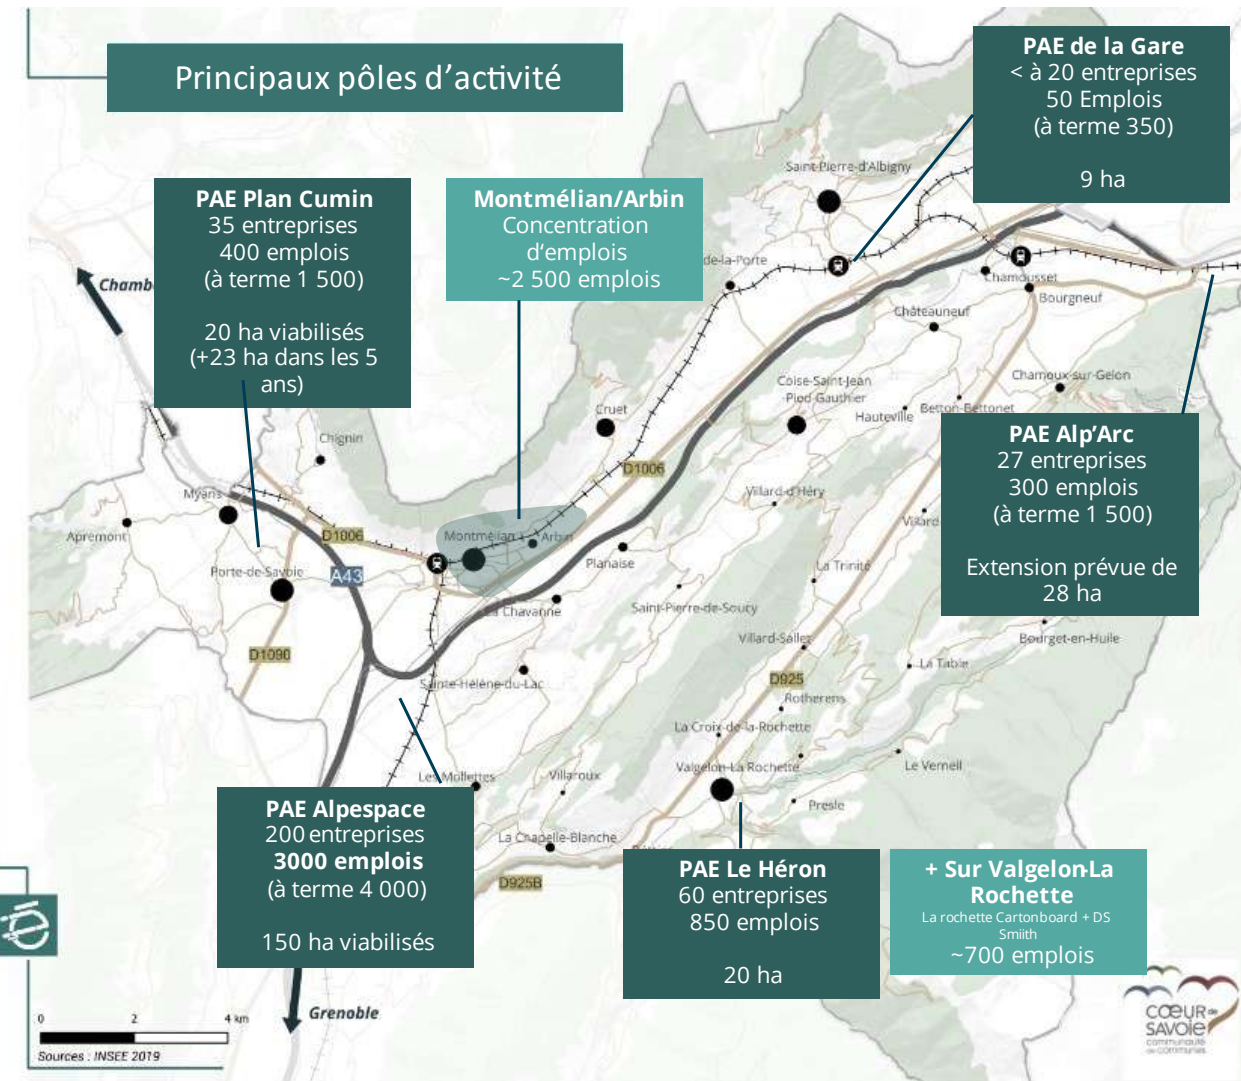 Principaux pôles d’activité
PAE de la Gare
< à 20 entreprises
50 Emplois
(à terme 350)
9 ha
PAE Plan Cumin
35 entreprises
400 emplois
(à terme 1 500)
20 ha viabilisés
(+23 ha dans les 5
ans)
Montmélian/Arbin
Concentration
d‘emplois
~2 500 emplois
Saint-Pierre-d'Albigny
de-la-Porte
Chamousset
Bourgneuf
Châteauneuf
Chamoux-sur-Gelon
Coise-Saint-Jean
-Pied-Gauthier
Hauteville
Betton-Bettonet
Cruet
Chignin
D1006
Myans
Apremont
D1006
Montmélian
Arbin
Villard-d'Héry
Villard-
Porte-de-Savoie
A43
Planaise
La Trinité
La Chavanne
Saint-Pierre-de-Soucy
PAE Alp’Arc
27 entreprises
300 emplois
(à terme 1 500)
Extension prévue de
28 ha
Villard-Sallet
Bourget-en-Huile
D1090
La Table
Sainte-Hélène-du-Lac
D925
Rotherens
La Croix-de-la-Rochette
Les Mollettes
Villaroux
Valgelon-La Rochette
Le Verneil
Presle
La Chapelle-Blanche
D925B
PAE Alpespace
200 entreprises
3000 emplois
(à terme 4 000)
150 ha viabilisés
PAE Le Héron
60 entreprises
850 emplois
20 ha
+ Sur Valgelon-La
Rochette
La rochette Cartonboard + DS
Smiith
~700 emplois
Grenoble
0 2 4 km
Sources : INSEE 2019
CŒUR de
SAVOIE
communauté
de communes